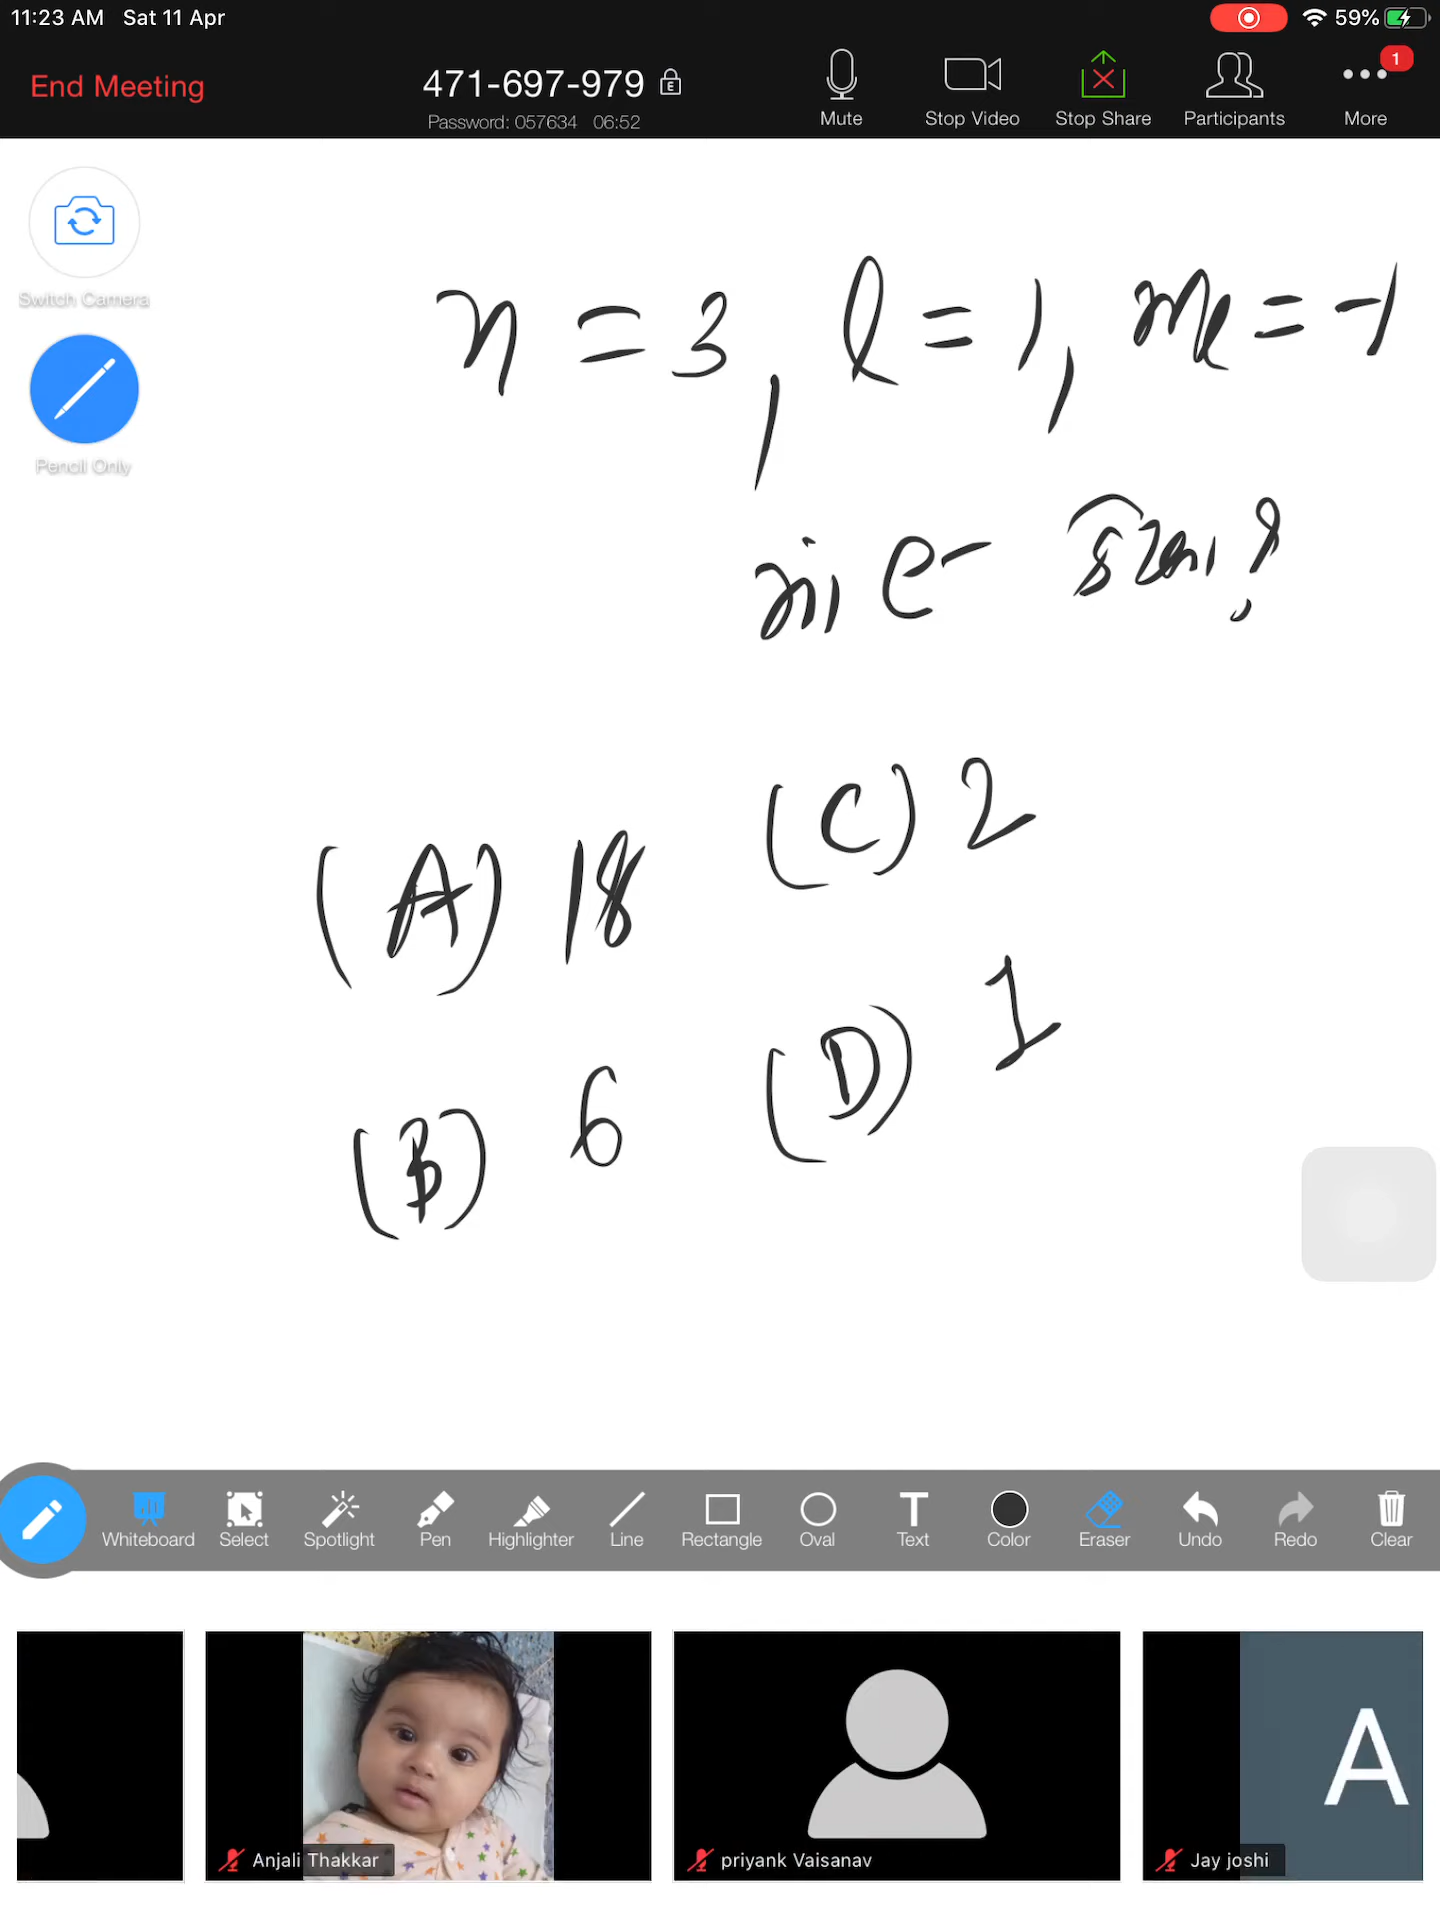 11:23 AM Sat 11 Apr
59%
End Meeting
471-697-979
Password: 057634 06:52
Mute
Stop Video
Stop Share
Participants
More
1
Switch Camera
Pencil Only
n = 3, l = 1, ml = -1
e-
?
(A) 18
(C) 2
(B) 6
(D) 1
Whiteboard
Select
Spotlight
Pen
Highlighter
Line
Rectangle
Oval
Text
Color
Eraser
Undo
Redo
Clear
A
Anjali Thakkar
priyank Vaisanav
Jay joshi